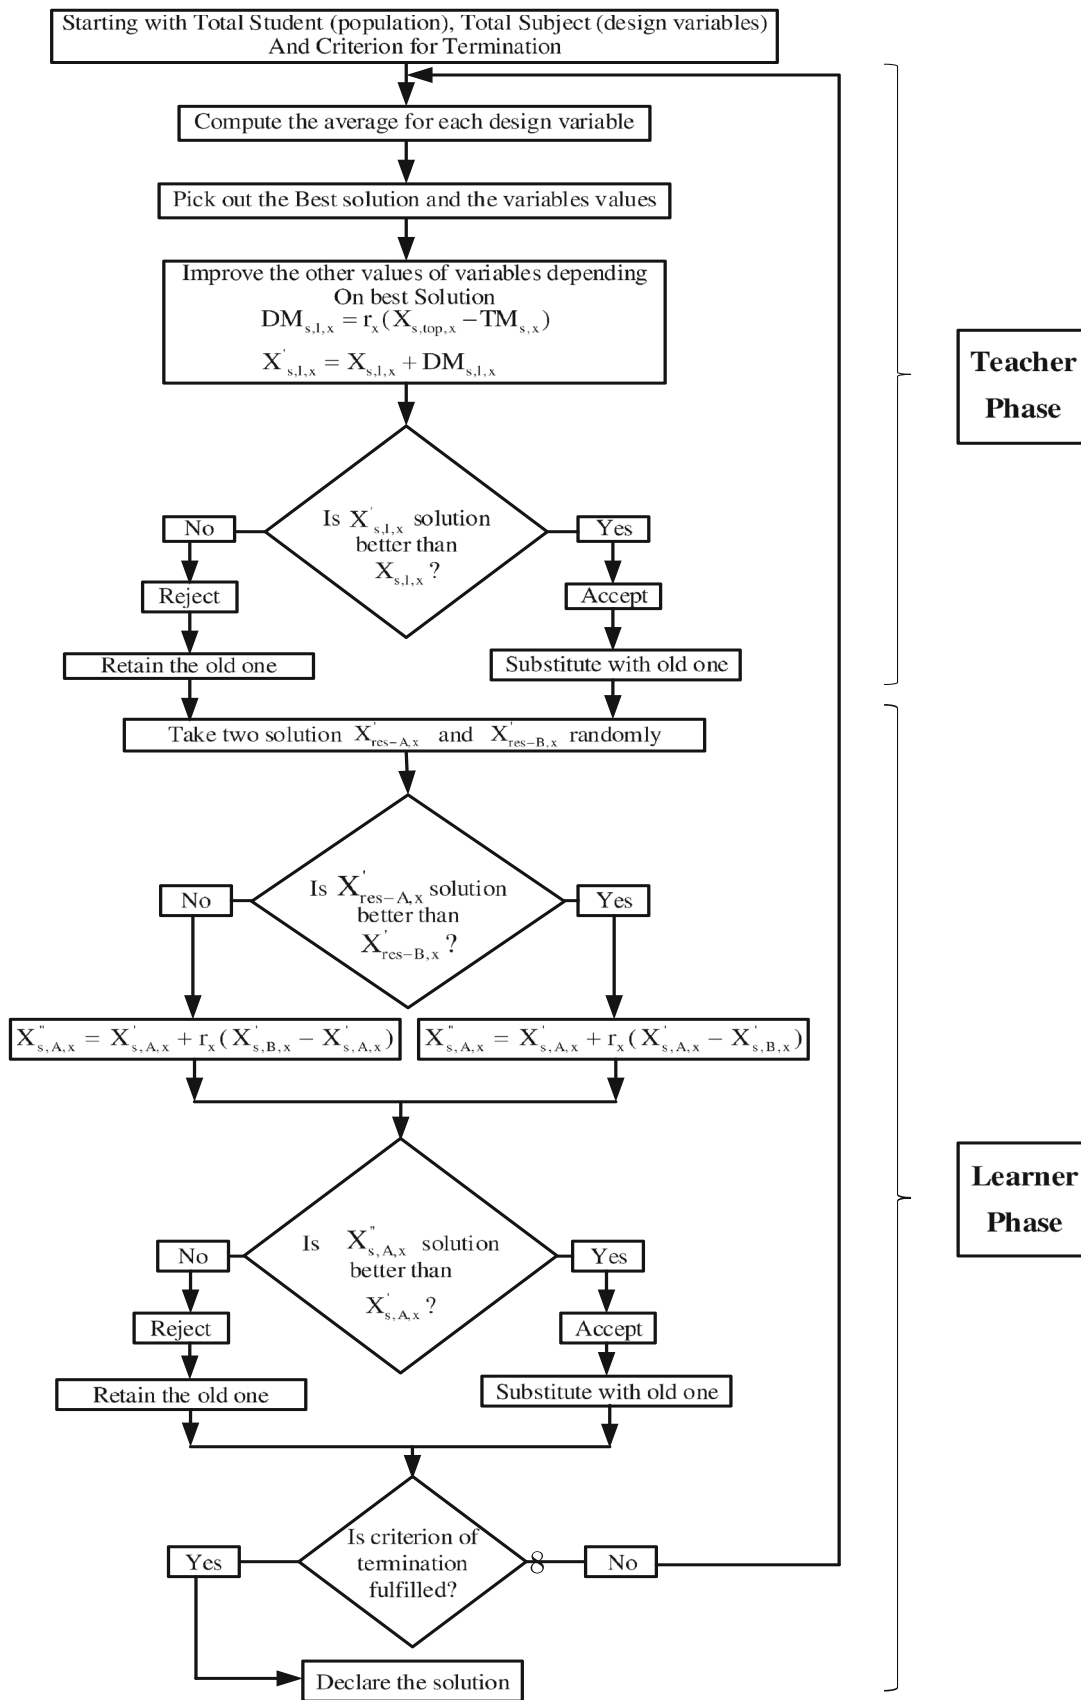 Starting with Total Student (population), Total Subject (design variables)
And Criterion for Termination
Compute the average for each design variable
Pick out the Best solution and the variables values
Improve the other values of variables depending
On best Solution
DM_{s,l,x} = r_x (X_{s,top,x} − TM_{s,x})
X'_{s,l,x} = X_{s,l,x} + DM_{s,l,x}
Teacher
Phase
Is X'_{s,l,x} solution
better than
X_{s,l,x} ?
No
Yes
Reject
Accept
Retain the old one
Substitute with old one
Take two solution X'_{res−A,x} and X'_{res−B,x} randomly
Is X'_{res−A,x} solution
better than
X'_{res−B,x} ?
No
Yes
X"_{s,A,x} = X'_{s,A,x} + r_x (X'_{s,B,x} − X'_{s,A,x})
X"_{s,A,x} = X'_{s,A,x} + r_x (X'_{s,A,x} − X'_{s,B,x})
Learner
Phase
Is X"_{s,A,x} solution
better than
X'_{s,A,x} ?
No
Yes
Reject
Accept
Retain the old one
Substitute with old one
Is criterion of
termination
fulfilled?
Yes
8
No
Declare the solution